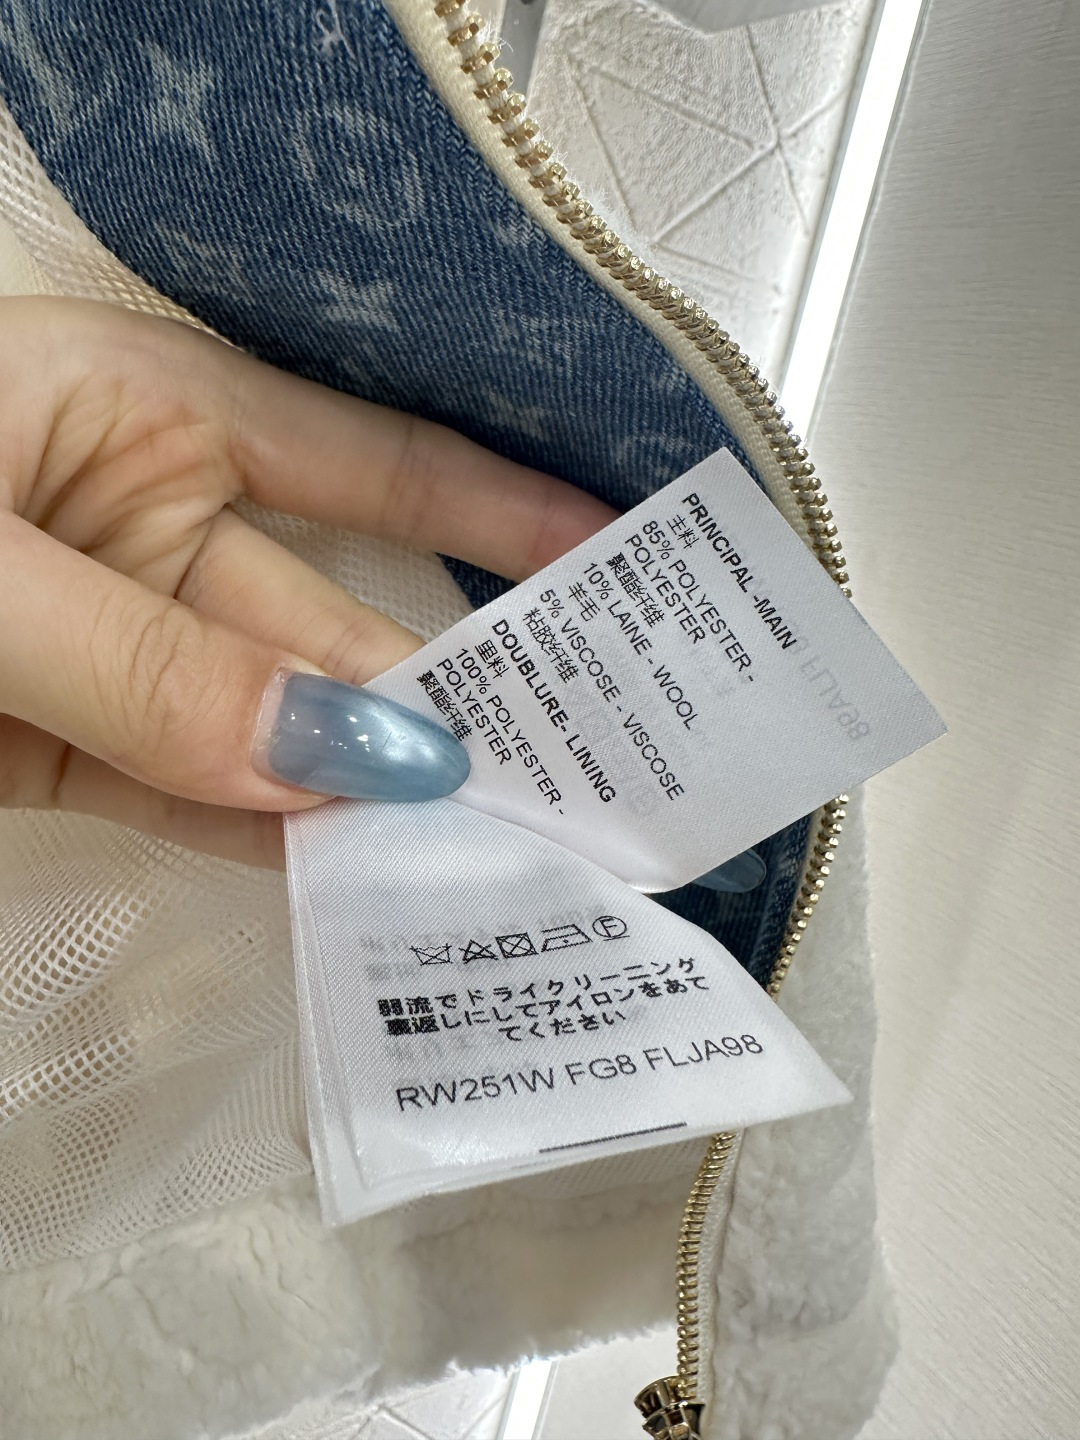 PRINCIPAL -MAIN
主料
85% POLYESTER -
POLYESTER
聚酯纤维
10% LAINE - WOOL
羊毛
5% VISCOSE - VISCOSE
粘胶纤维
DOUBLURE- LINING
里料
100% POLYESTER -
POLYESTER
聚酯纤维
F
弱流でドライクリーニング
裏返しにしてアイロンをあて
てください
RW251W FG8 FLJA98